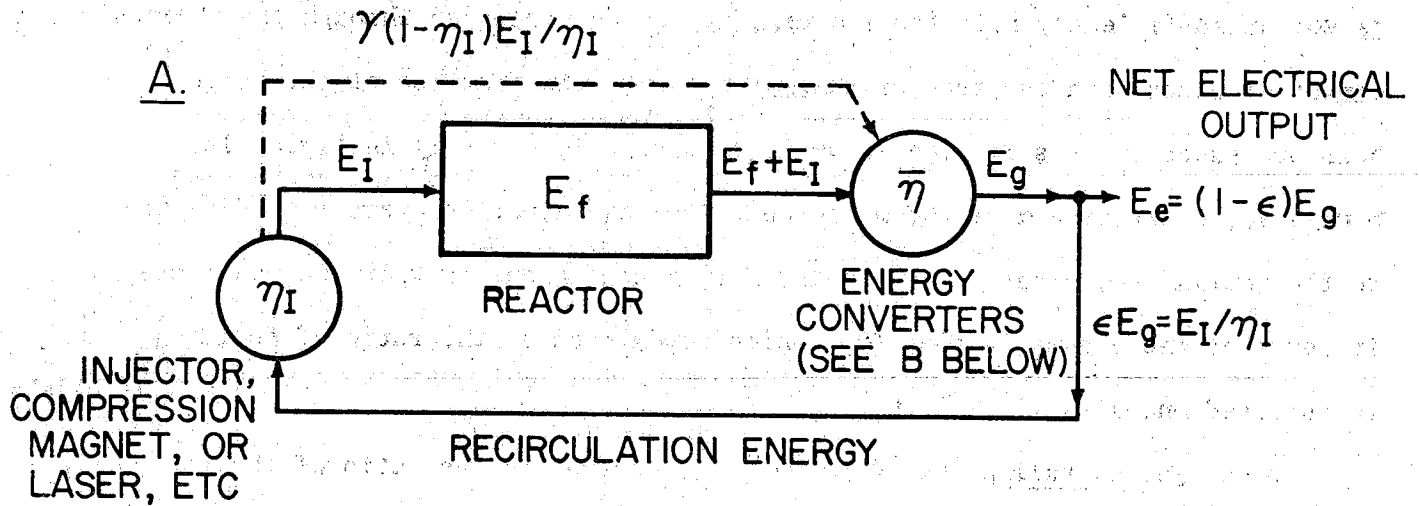 γ(1-η_I)E_I/η_I
A.
NET ELECTRICAL
OUTPUT
E_I
E_f
E_f+E_I
η̅
E_g
E_e=(1-ϵ)E_g
η_I
REACTOR
ENERGY
CONVERTERS
(SEE B BELOW)
ϵE_g=E_I/η_I
INJECTOR,
COMPRESSION
MAGNET, OR
LASER, ETC
RECIRCULATION ENERGY